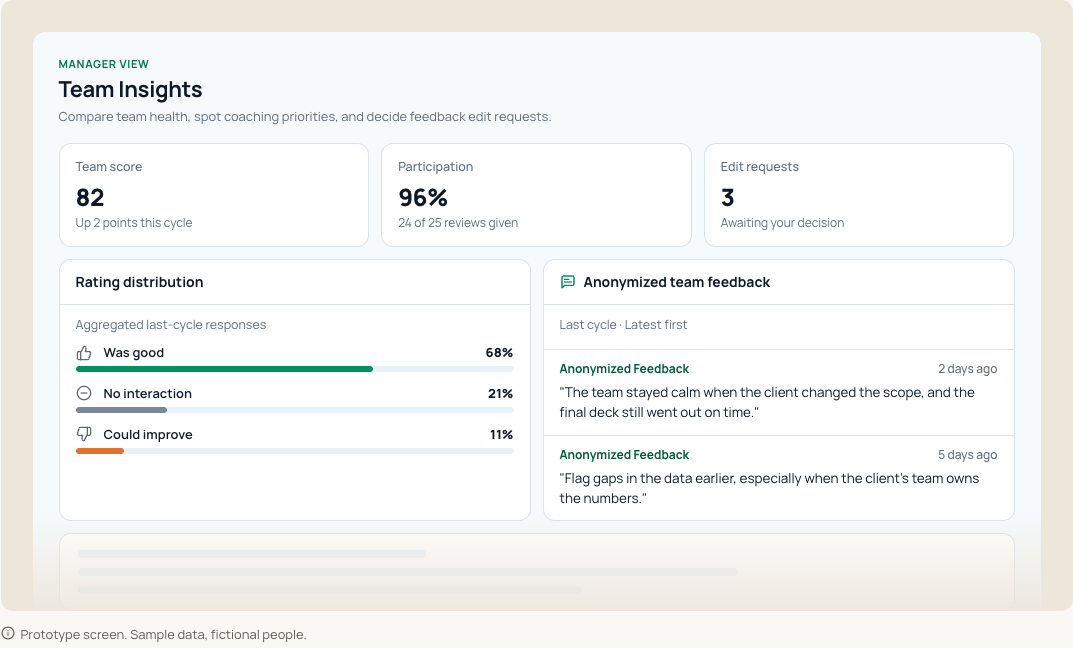 MANAGER VIEW
Team Insights
Compare team health, spot coaching priorities, and decide feedback edit requests.
Team score
82
Up 2 points this cycle
Participation
96%
24 of 25 reviews given
Edit requests
3
Awaiting your decision
Rating distribution
Aggregated last-cycle responses
Was good 68%
No interaction 21%
Could improve 11%
Anonymized team feedback
Last cycle · Latest first
Anonymized Feedback 2 days ago
"The team stayed calm when the client changed the scope, and the
final deck still went out on time."
Anonymized Feedback 5 days ago
"Flag gaps in the data earlier, especially when the client's team owns
the numbers."
Prototype screen. Sample data, fictional people.